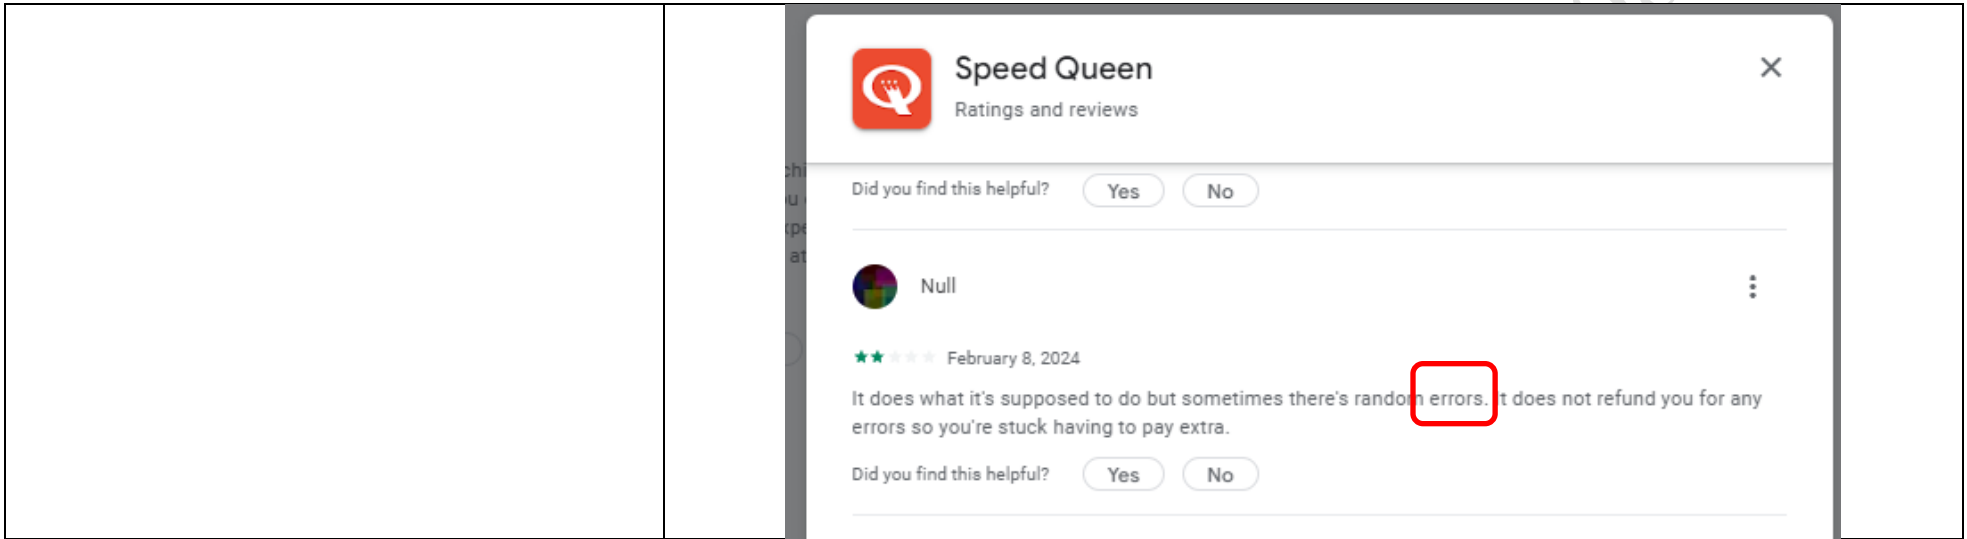 Speed Queen
Ratings and reviews
Did you find this helpful? Yes No
Null
February 8, 2024
It does what it's supposed to do but sometimes there's random errors. It does not refund you for any
errors so you're stuck having to pay extra.
Did you find this helpful? Yes No